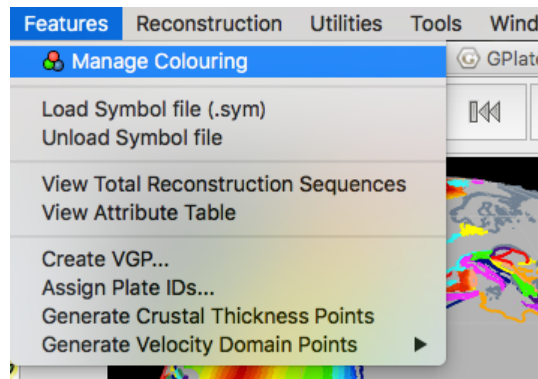 Features Reconstruction Utilities Tools Wind
Manage Colouring
GPlate
Load Symbol file (.sym)
Unload Symbol file
View Total Reconstruction Sequences
View Attribute Table
Create VGP...
Assign Plate IDs...
Generate Crustal Thickness Points
Generate Velocity Domain Points